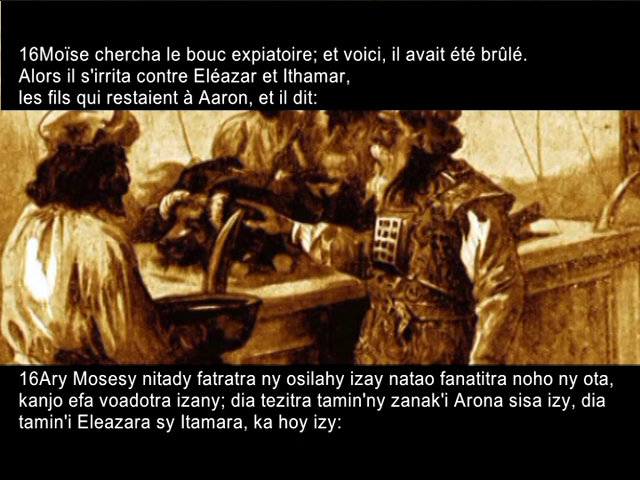 16Moïse chercha le bouc expiatoire; et voici, il avait été brûlé.
Alors il s'irrita contre Eléazar et Ithamar,
les fils qui restaient à Aaron, et il dit:
16Ary Mosesy nitady fatratra ny osilahy izay natao fanatitra noho ny ota,
kanjo efa voadotra izany; dia tezitra tamin'ny zanak'i Arona sisa izy, dia
tamin'i Eleazara sy Itamara, ka hoy izy: